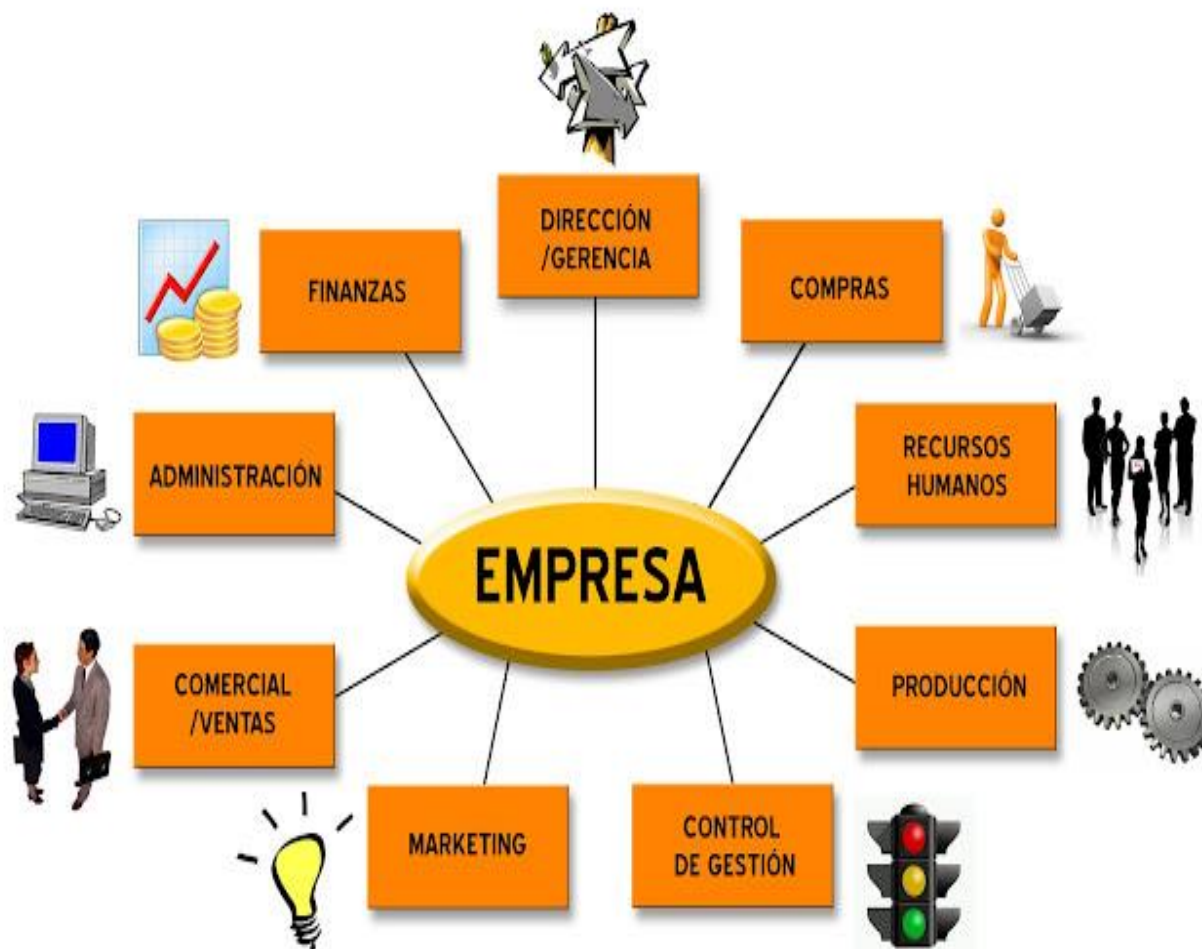 DIRECCIÓN
/GERENCIA
FINANZAS
COMPRAS
ADMINISTRACIÓN
RECURSOS
HUMANOS
EMPRESA
COMERCIAL
/VENTAS
PRODUCCIÓN
MARKETING
CONTROL
DE GESTIÓN